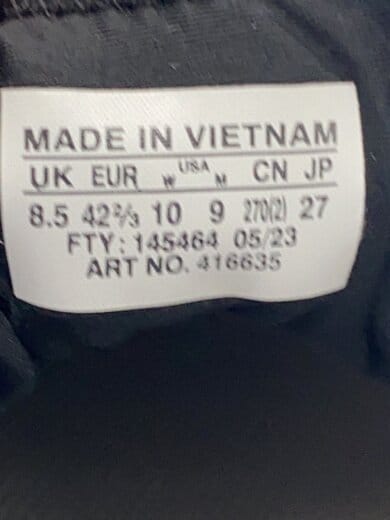 MADE IN VIETNAM
UK EUR W USA M CN JP
8.5 42⅔ 10 9 270(2) 27
FTY: 145464 05/23
ART NO. 416635